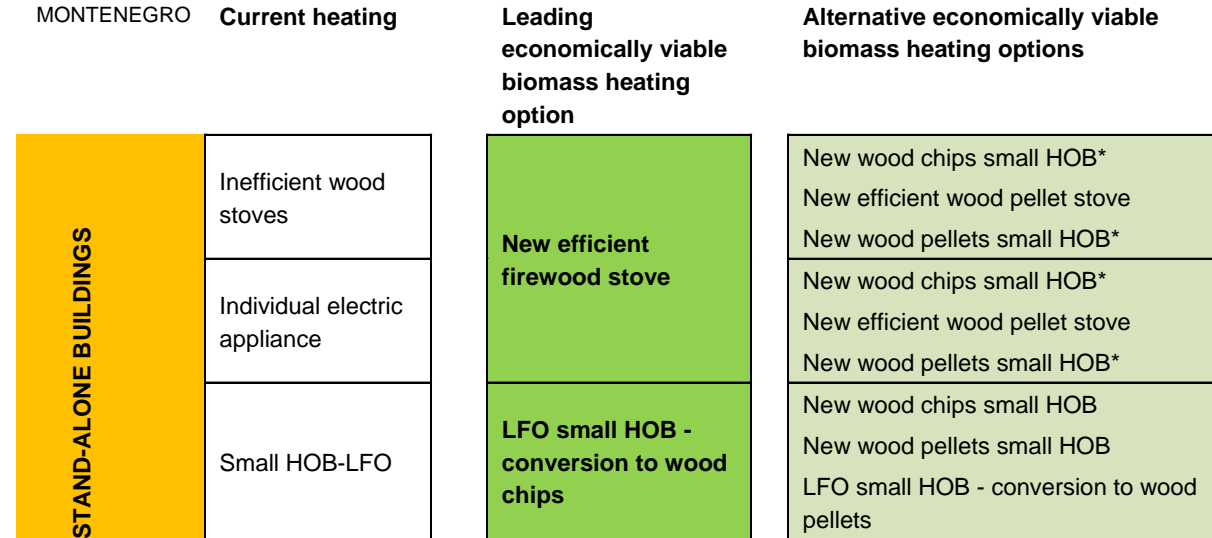 MONTENEGRO
Current heating
Leading
economically viable
biomass heating
option
Alternative economically viable
biomass heating options
STAND-ALONE BUILDINGS
Inefficient wood
stoves
New efficient
firewood stove
New wood chips small HOB*
New efficient wood pellet stove
New wood pellets small HOB*
Individual electric
appliance
New wood chips small HOB*
New efficient wood pellet stove
New wood pellets small HOB*
Small HOB-LFO
LFO small HOB -
conversion to wood
chips
New wood chips small HOB
New wood pellets small HOB
LFO small HOB - conversion to wood
pellets